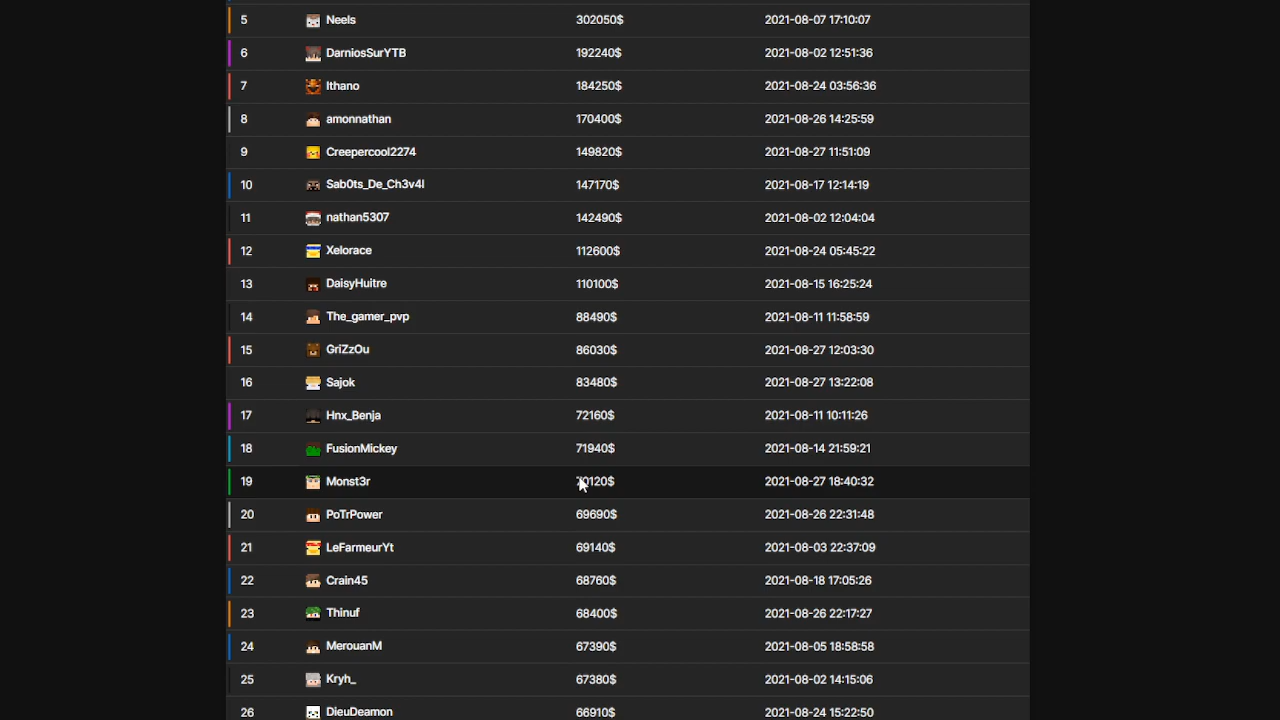 5 Neels 302050$ 2021-08-07 17:10:07
6 DarniosSurYTB 192240$ 2021-08-02 12:51:36
7 Ithano 184250$ 2021-08-24 03:56:36
8 amonnathan 170400$ 2021-08-26 14:25:59
9 Creepercool2274 149820$ 2021-08-27 11:51:09
10 Sab0ts_De_Ch3v4l 147170$ 2021-08-17 12:14:19
11 nathan5307 142490$ 2021-08-02 12:04:04
12 Xelorace 112600$ 2021-08-24 05:45:22
13 DaisyHuitre 110100$ 2021-08-15 16:25:24
14 The_gamer_pvp 88490$ 2021-08-11 11:58:59
15 GriZzOu 86030$ 2021-08-27 12:03:30
16 Sajok 83480$ 2021-08-27 13:22:08
17 Hnx_Benja 72160$ 2021-08-11 10:11:26
18 FusionMickey 71940$ 2021-08-14 21:59:21
19 Monst3r 2021-08-27 18:40:32
20 PoTrPower 69690$ 2021-08-26 22:31:48
21 LeFarmeurYt 69140$ 2021-08-03 22:37:09
22 Crain45 68760$ 2021-08-18 17:05:26
23 Thinuf 68400$ 2021-08-26 22:17:27
24 MerouanM 67390$ 2021-08-05 18:58:58
25 Kryh_ 67380$ 2021-08-02 14:15:06
26 DieuDeamon 66910$ 2021-08-24 15:22:50